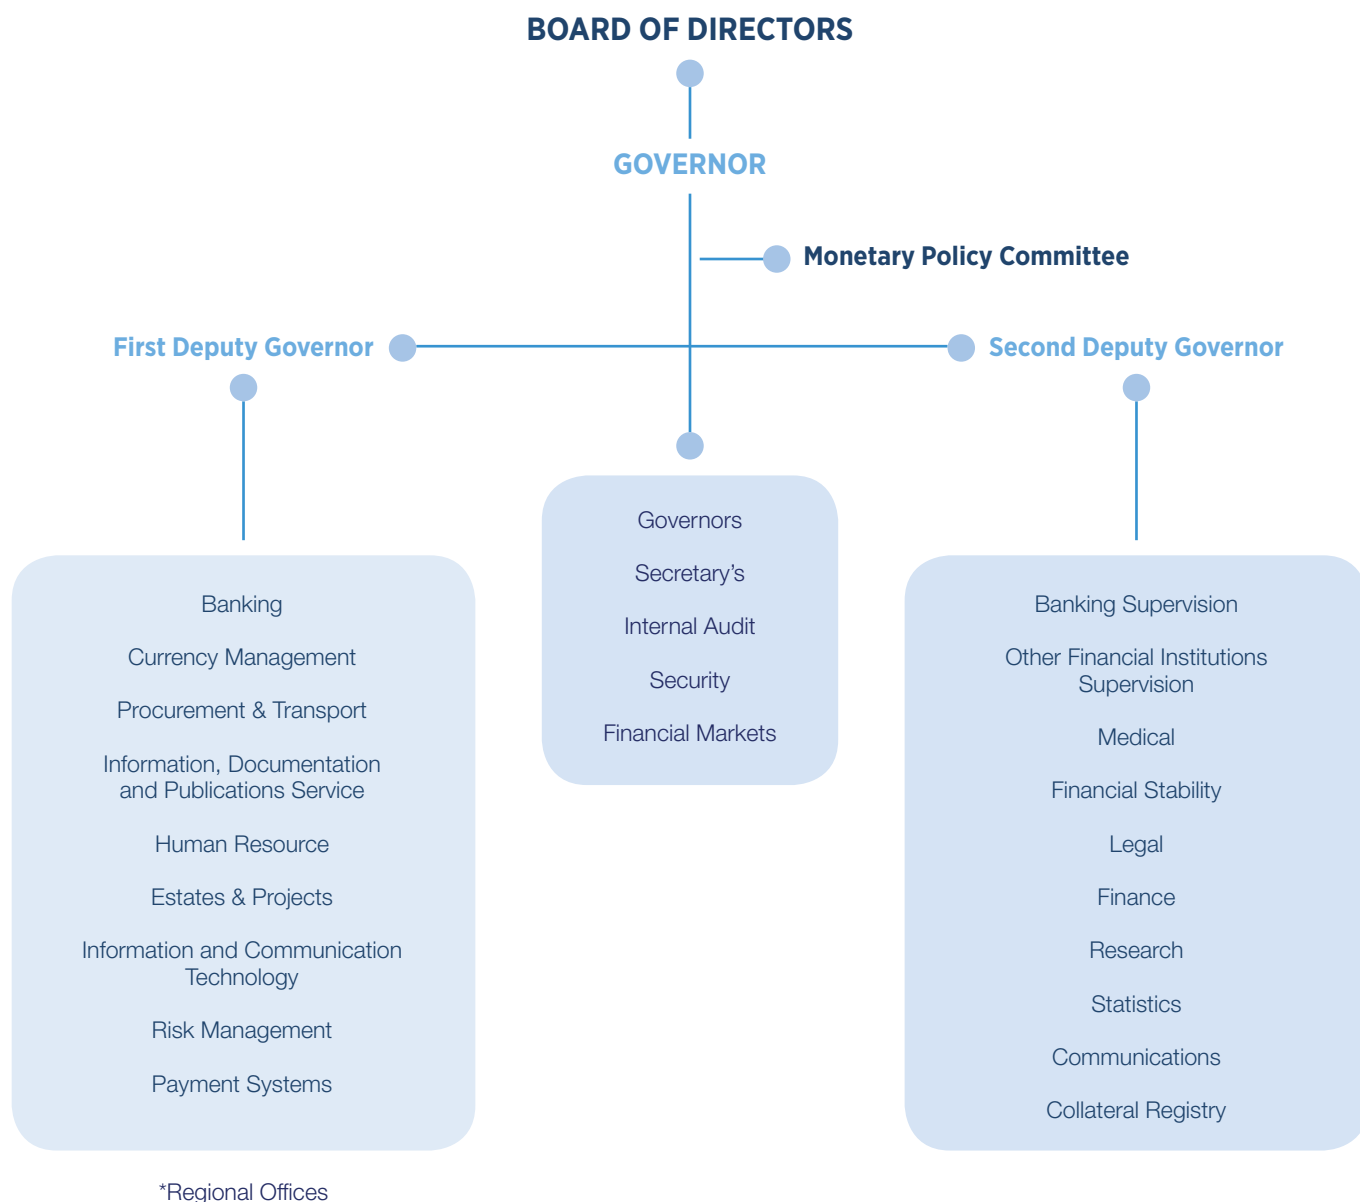 BOARD OF DIRECTORS
GOVERNOR
Monetary Policy Committee
First Deputy Governor
Second Deputy Governor
Banking
Currency Management
Procurement & Transport
Information, Documentation
and Publications Service
Human Resource
Estates & Projects
Information and Communication
Technology
Risk Management
Payment Systems
*Regional Offices
Governors
Secretary’s
Internal Audit
Security
Financial Markets
Banking Supervision
Other Financial Institutions
Supervision
Medical
Financial Stability
Legal
Finance
Research
Statistics
Communications
Collateral Registry